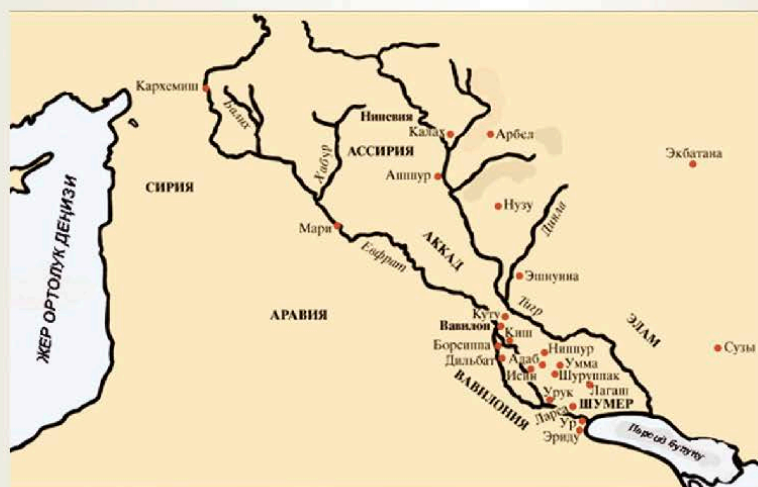 Кархемиш
Балих
Хабур
Ниневия
Калах
Арбел
АССИРИЯ
Ашшур
Экбатана
СИРИЯ
Нузу
Дияла
Мари
Евфрат
АККАД
Эшнунна
ЖЕР ОРТОЛУК ДЕҢИЗИ
АРАВИЯ
Тигр
ЭЛАМ
Куту
Вавилон
Киш
Борсиппа
Ниппур
Сузы
Дильбат
Адаб
Умма
Исин
Шуруппак
Лагаш
ВАВИЛОНИЯ
Урук
ШУМЕР
Ларса
Ур
Эриду
Персид булуңу